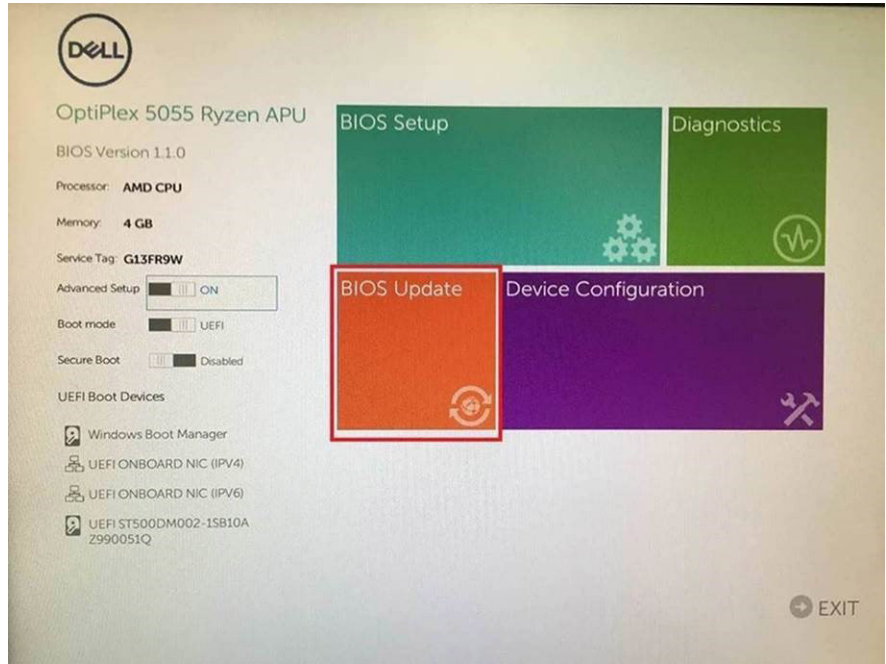 DELL
OptiPlex 5055 Ryzen APU
BIOS Version 1.1.0
Processor: AMD CPU
Memory: 4 GB
Service Tag: G13FR9W
Advanced Setup ON
Boot mode UEFI
Secure Boot Disabled
UEFI Boot Devices
Windows Boot Manager
UEFI ONBOARD NIC (IPV4)
UEFI ONBOARD NIC (IPV6)
UEFI ST500DM002-1SB10A
Z990051Q
BIOS Setup
Diagnostics
BIOS Update
Device Configuration
EXIT